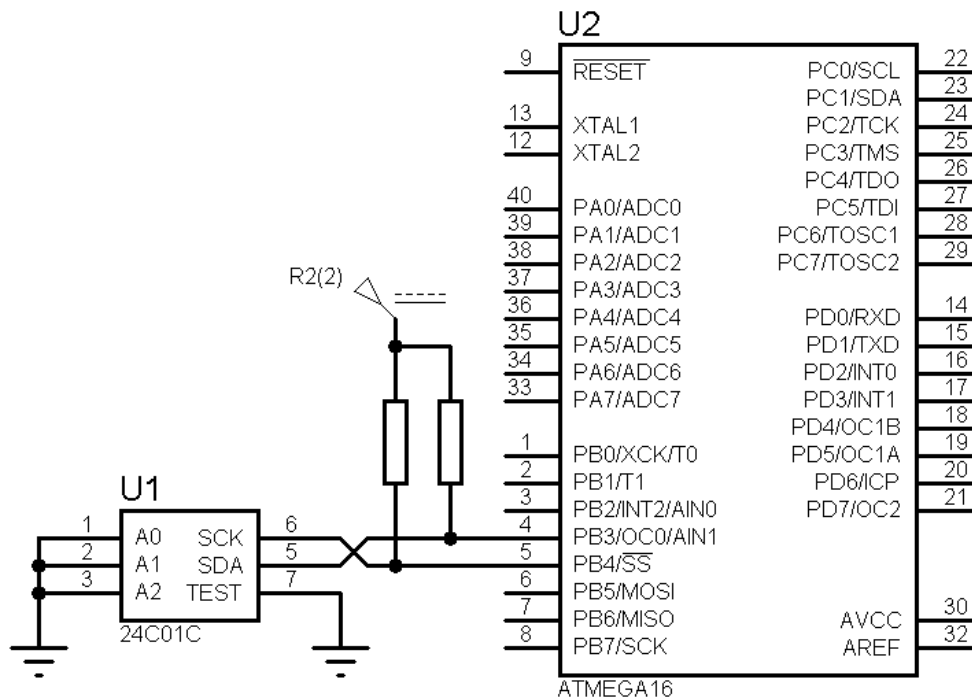 U2
9 RESET PC0/SCL 22
PC1/SDA 23
13 XTAL1 PC2/TCK 24
12 XTAL2 PC3/TMS 25
PC4/TDO 26
40 PA0/ADC0 PC5/TDI 27
39 PA1/ADC1 PC6/TOSC1 28
38 PA2/ADC2 PC7/TOSC2 29
R2(2)
37 PA3/ADC3
36 PA4/ADC4 PD0/RXD 14
35 PA5/ADC5 PD1/TXD 15
34 PA6/ADC6 PD2/INT0 16
33 PA7/ADC7 PD3/INT1 17
PD4/OC1B 18
1 PB0/XCK/T0 PD5/OC1A 19
2 PB1/T1 PD6/ICP 20
3 PB2/INT2/AIN0 PD7/OC2 21
4 PB3/OC0/AIN1
5 PB4/SS
6 PB5/MOSI
7 PB6/MISO AVCC 30
8 PB7/SCK AREF 32
ATMEGA16
U1
1 A0 SCK 6
2 A1 SDA 5
3 A2 TEST 7
24C01C